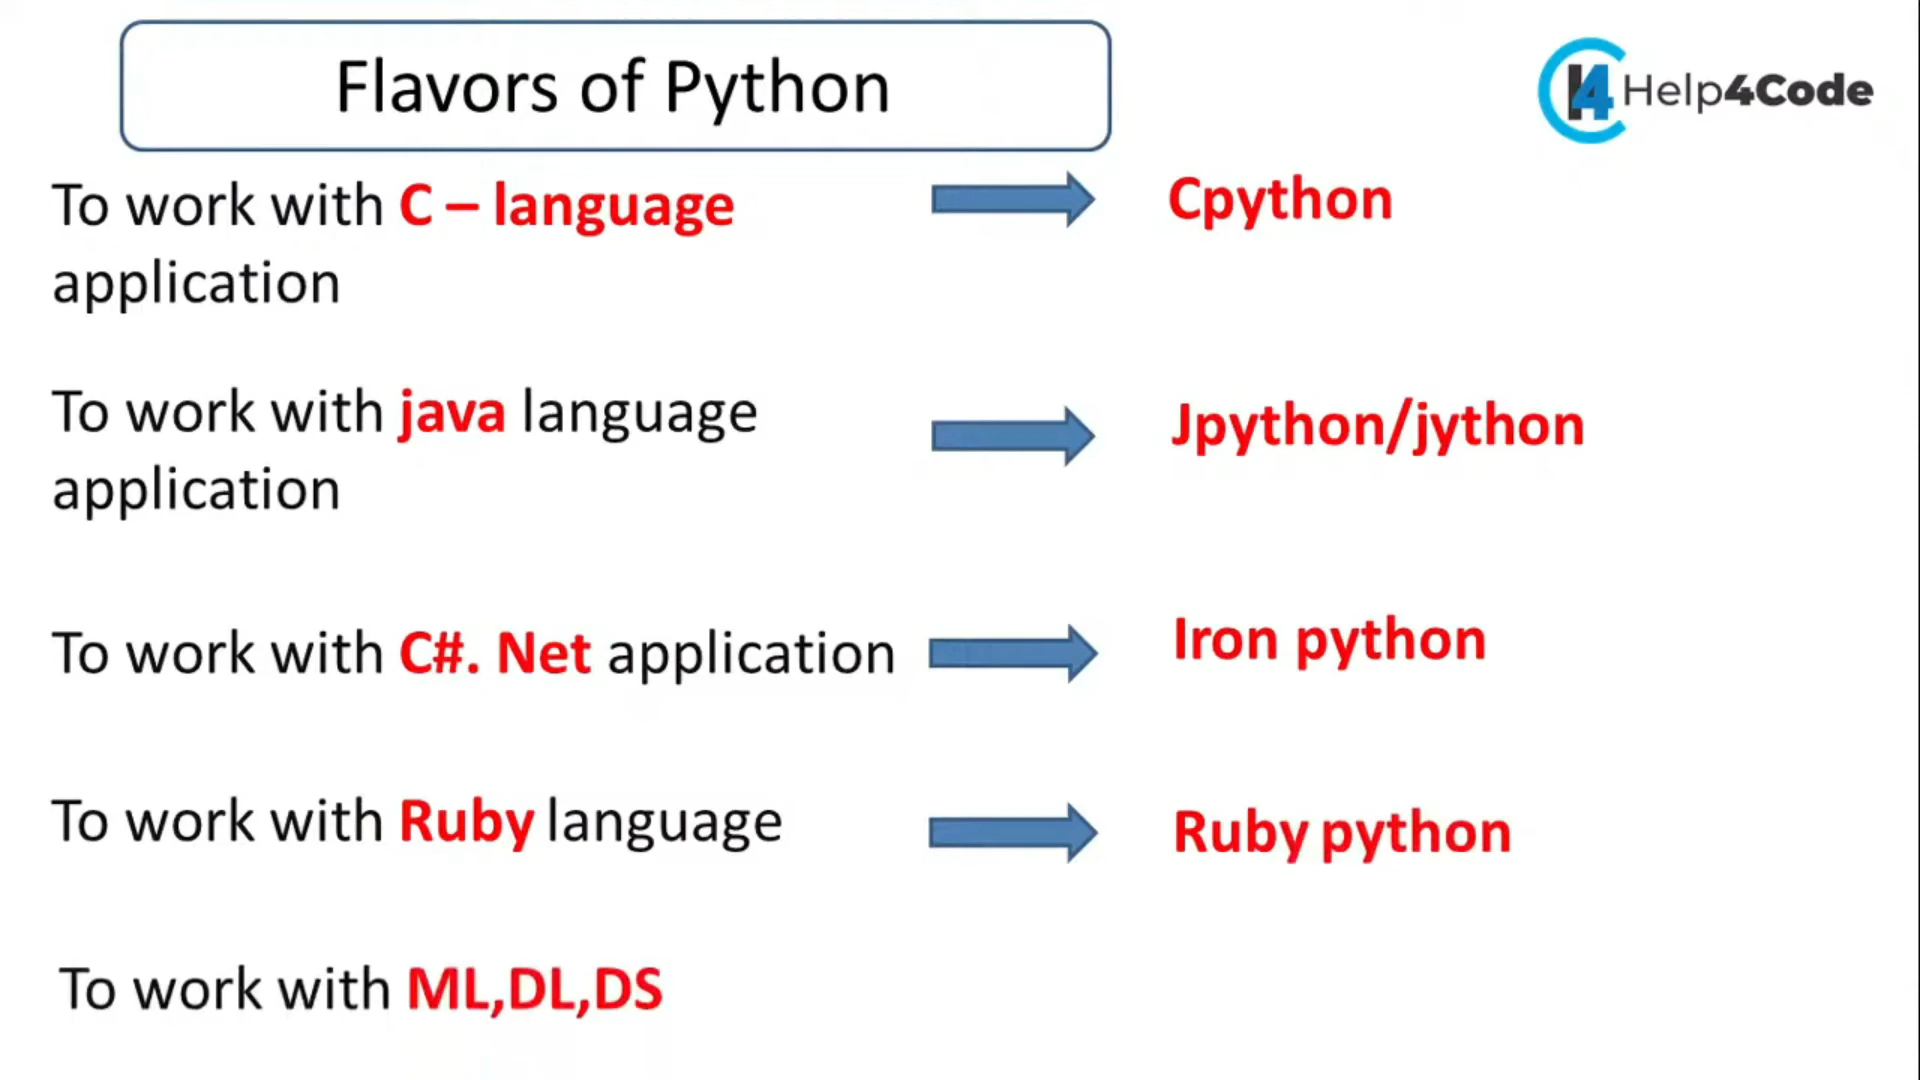 Flavors of Python
Help4Code
To work with C – language
application
Cpython
To work with java language
application
Jpython/jython
To work with C#. Net application
Iron python
To work with Ruby language
Ruby python
To work with ML,DL,DS